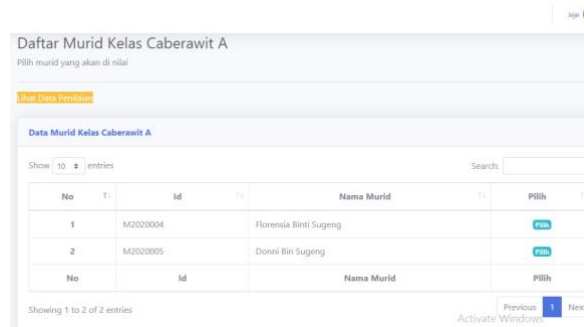 Jeje
Daftar Murid Kelas Caberawit A
Pilih murid yang akan di nilai
Lihat Data Penilaian
Data Murid Kelas Caberawit A
Show 10 entries Search:
No Id Nama Murid Pilih
1 M2020004 Florensia Binti Sugeng Pilih
2 M2020005 Donni Bin Sugeng Pilih
No Id Nama Murid Pilih
Showing 1 to 2 of 2 entries Previous 1 Next
Activate Windows